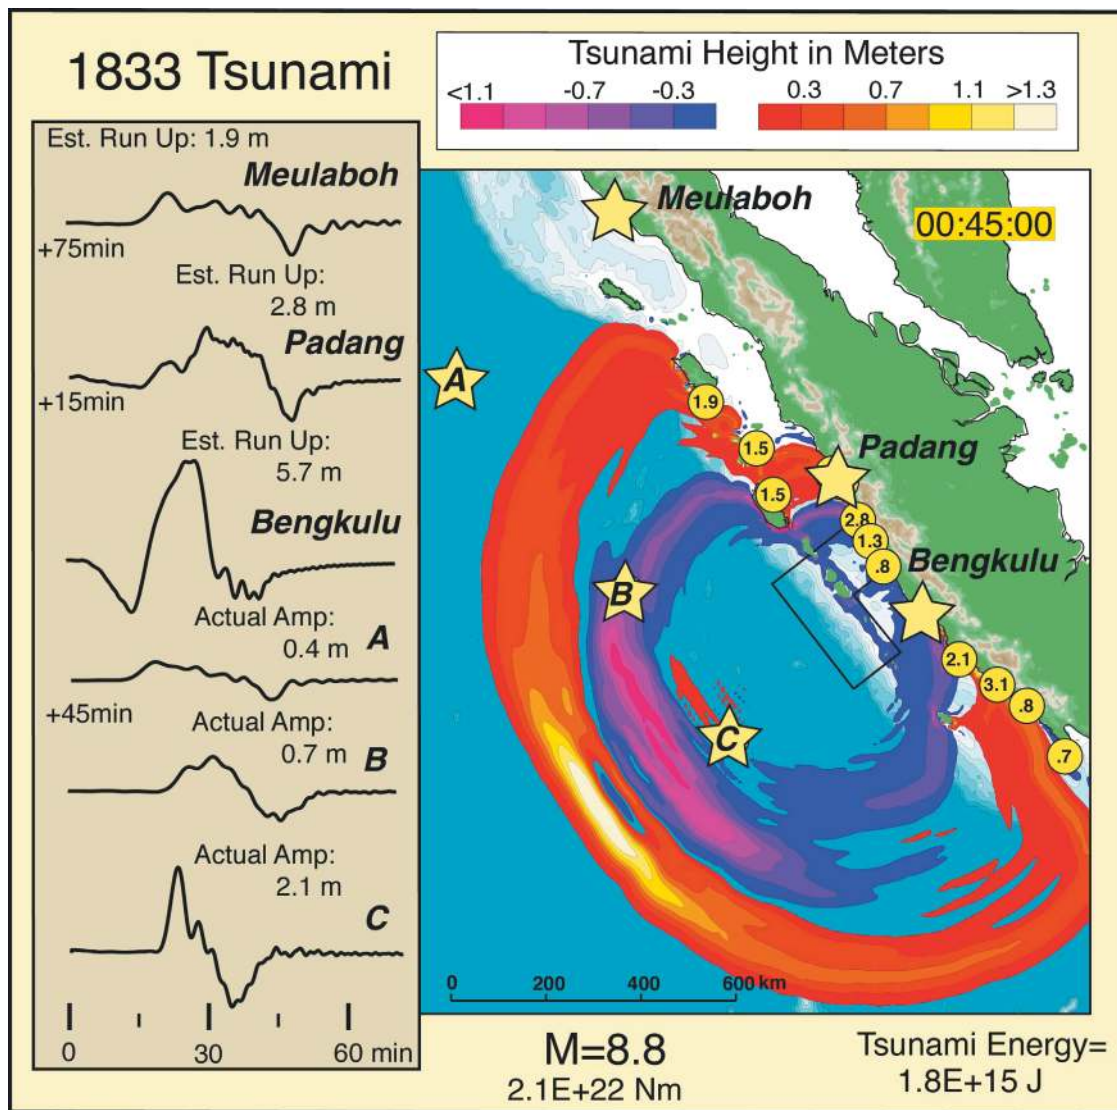 1833 Tsunami
Tsunami Height in Meters
<1.1 -0.7 -0.3 0.3 0.7 1.1 >1.3
Est. Run Up: 1.9 m
Meulaboh
+75min
Est. Run Up:
2.8 m
Padang
+15min
Est. Run Up:
5.7 m
Bengkulu
Actual Amp:
0.4 m
A
+45min
Actual Amp:
0.7 m
B
Actual Amp:
2.1 m
C
0 30 60 min
Meulaboh
00:45:00
A
1.9
1.5
Padang
1.5
2.8
1.3
Bengkulu
.8
B
2.1
3.1
.8
C
.7
0 200 400 600 km
M=8.8
2.1E+22 Nm
Tsunami Energy=
1.8E+15 J